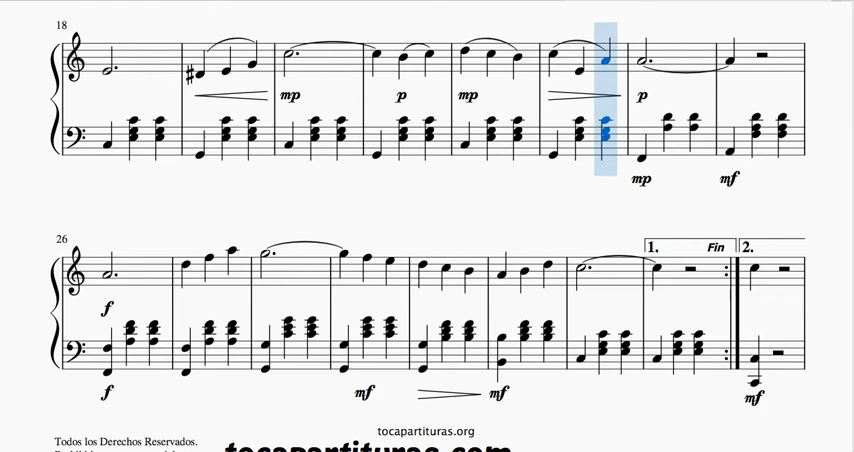 18
mp p mp p
mp mf
26
1. Fin 2.
f
f mf mf mf
tocapartituras.org
Todos los Derechos Reservados.
tocapartituras.com